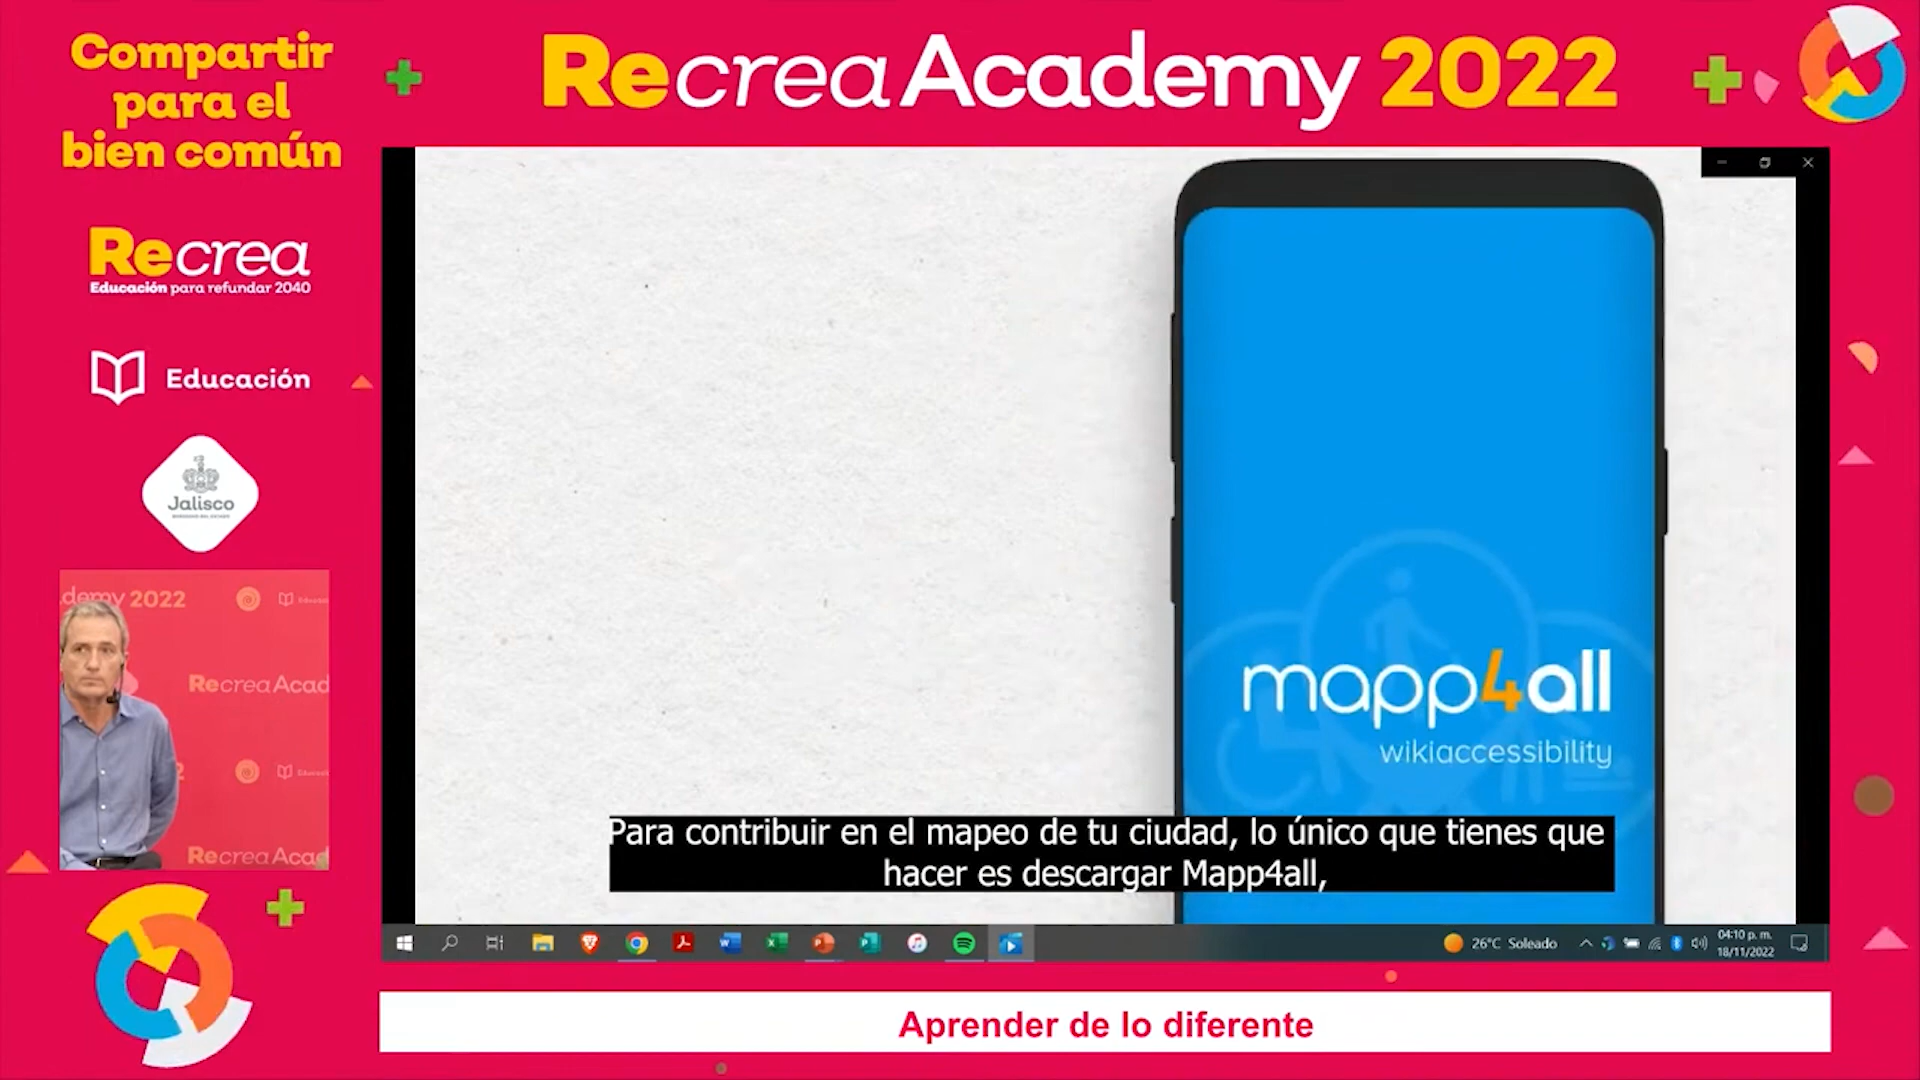 Compartir
para el
bien común
RecreaAcademy 2022
Recrea
Educación para refundar 2040
Educación
Jalisco
demy 2022
RecreaAcad
2
RecreaAcad
mapp4all
wikiaccessibility
Para contribuir en el mapeo de tu ciudad, lo único que tienes que
hacer es descargar Mapp4all,
26°C Soleado
04:10 p. m.
18/11/2022
Aprender de lo diferente